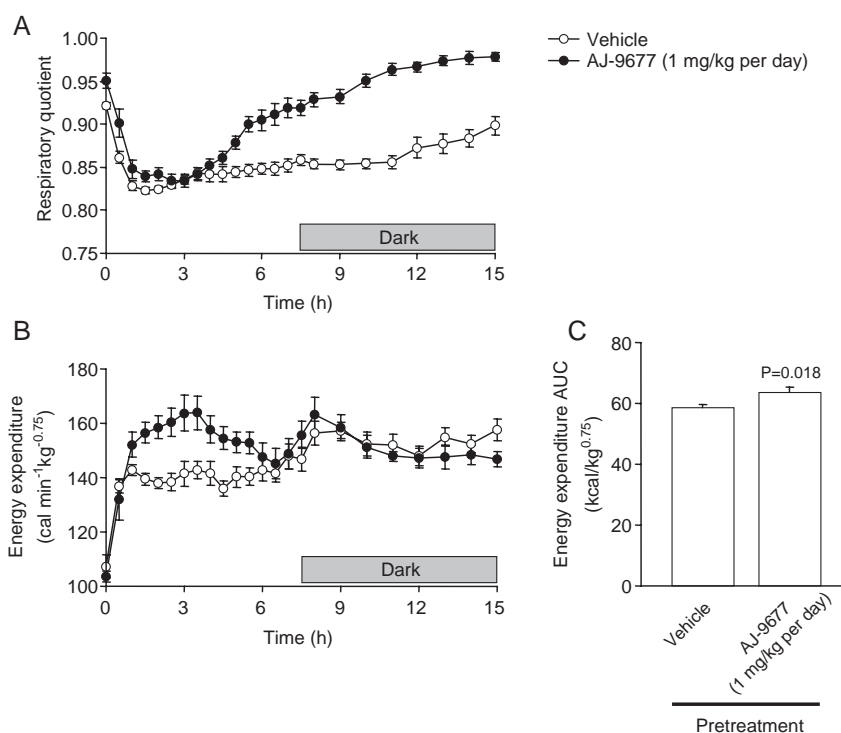 A
1.00
0.95
0.90
0.85
0.80
0.75
Respiratory quotient
Dark
0 3 6 9 12 15
Time (h)
Vehicle
AJ-9677 (1 mg/kg per day)
B
180
160
140
120
100
Energy expenditure
(cal min⁻¹kg⁻⁰·⁷⁵)
Dark
0 3 6 9 12 15
Time (h)
C
80
60
40
20
0
Energy expenditure AUC
(kcal/kg⁰·⁷⁵)
P=0.018
Vehicle
AJ-9677
(1 mg/kg per day)
Pretreatment